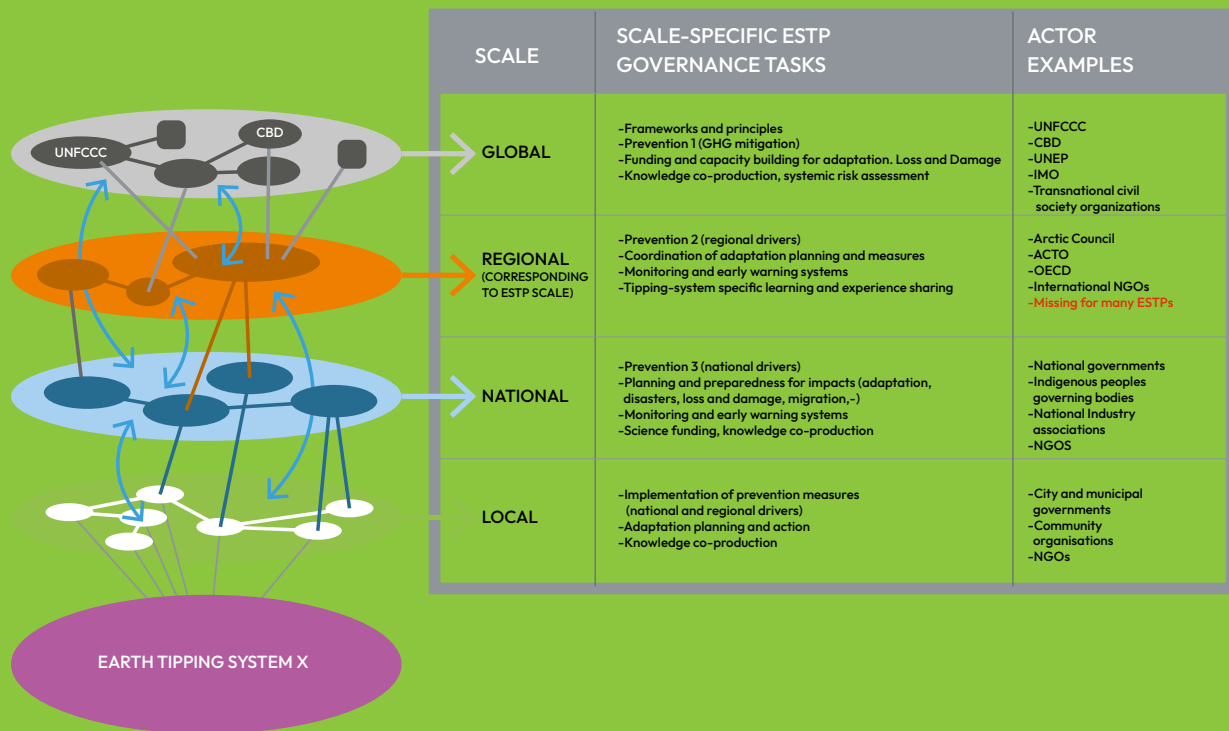 SCALE
SCALE-SPECIFIC ESTP
GOVERNANCE TASKS
ACTOR
EXAMPLES
UNFCCC
CBD
GLOBAL
-Frameworks and principles
-Prevention 1 (GHG mitigation)
-Funding and capacity building for adaptation. Loss and Damage
-Knowledge co-production, systemic risk assessment
-UNFCCC
-CBD
-UNEP
-IMO
-Transnational civil
society organizations
REGIONAL
(CORRESPONDING
TO ESTP SCALE)
-Prevention 2 (regional drivers)
-Coordination of adaptation planning and measures
-Monitoring and early warning systems
-Tipping-system specific learning and experience sharing
-Arctic Council
-ACTO
-OECD
-International NGOs
-Missing for many ESTPs
NATIONAL
-Prevention 3 (national drivers)
-Planning and preparedness for impacts (adaptation,
disasters, loss and damage, migration,-)
-Monitoring and early warning systems
-Science funding, knowledge co-production
-National governments
-Indigenous peoples
governing bodies
-National Industry
associations
-NGOS
LOCAL
-Implementation of prevention measures
(national and regional drivers)
-Adaptation planning and action
-Knowledge co-production
-City and municipal
governments
-Community
organisations
-NGOs
EARTH TIPPING SYSTEM X